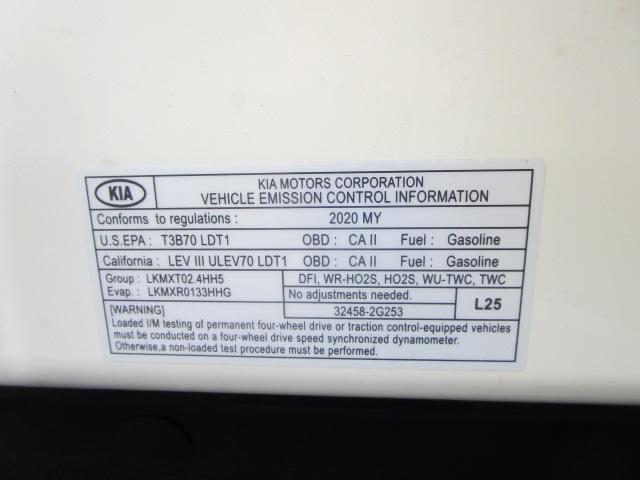 KIA
KIA MOTORS CORPORATION
VEHICLE EMISSION CONTROL INFORMATION
Conforms to regulations : 2020 MY
U.S.EPA : T3B70 LDT1 OBD : CA II Fuel : Gasoline
California : LEV III ULEV70 LDT1 OBD : CA II Fuel : Gasoline
Group : LKMXT02.4HH5 DFI, WR-HO2S, HO2S, WU-TWC, TWC
Evap. : LKMXR0133HHG No adjustments needed. L25
32458-2G253
[WARNING]
Loaded I/M testing of permanent four-wheel drive or traction control-equipped vehicles
must be conducted on a four-wheel drive speed synchronized dynamometer.
Otherwise,a non-loaded test procedure must be performed.